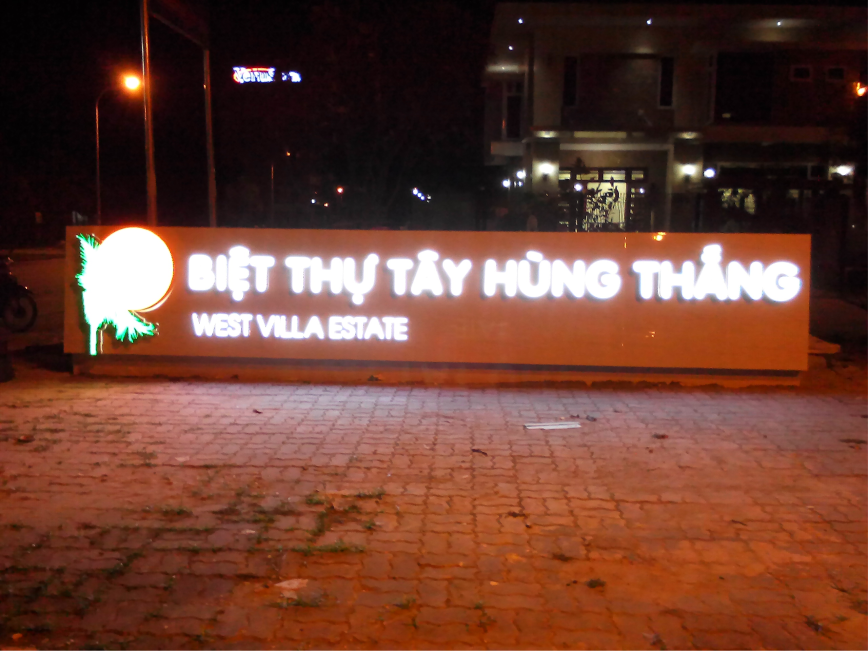 BIỆT THỰ TÂY HÙNG THẮNG
WEST VILLA ESTATE